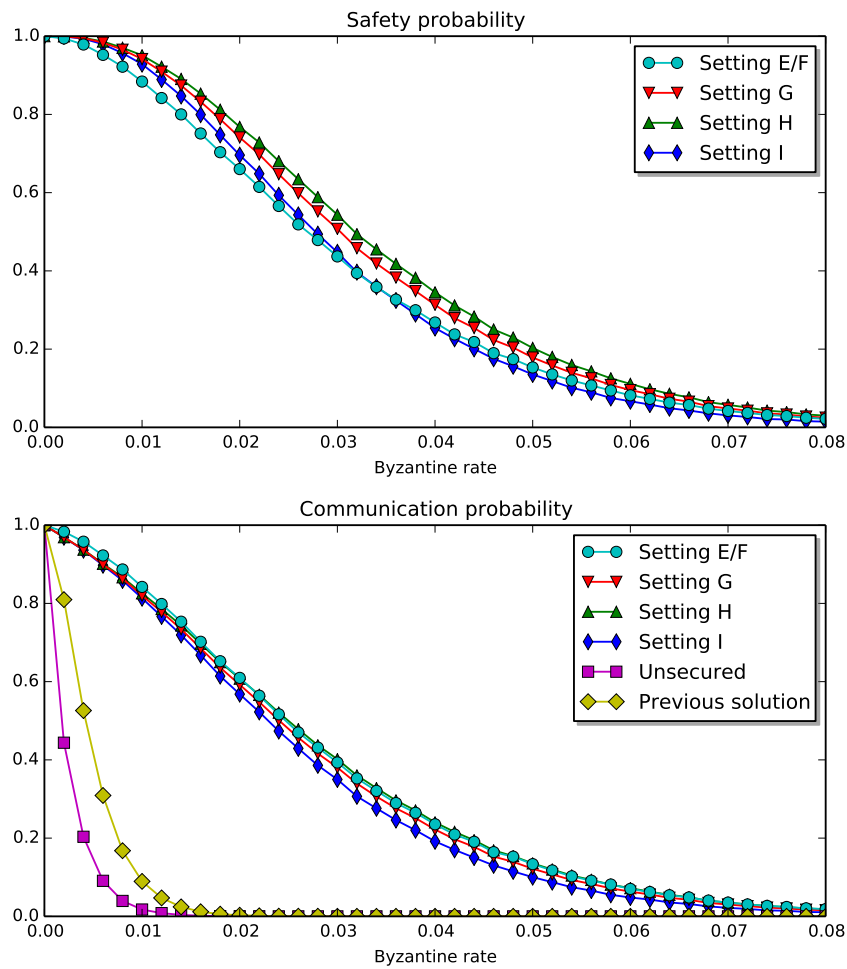 Safety probability
1.0
0.8
0.6
0.4
0.2
0.0
Setting E/F
Setting G
Setting H
Setting I
0.00 0.01 0.02 0.03 0.04 0.05 0.06 0.07 0.08
Byzantine rate
Communication probability
1.0
0.8
0.6
0.4
0.2
0.0
Setting E/F
Setting G
Setting H
Setting I
Unsecured
Previous solution
0.00 0.01 0.02 0.03 0.04 0.05 0.06 0.07 0.08
Byzantine rate